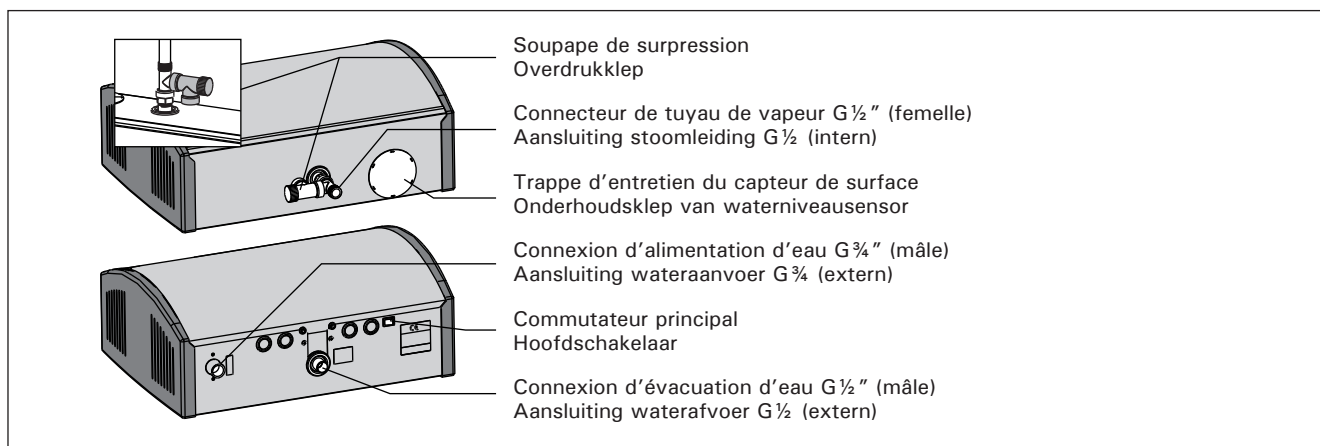 Soupape de surpression
Overdrukklep
Connecteur de tuyau de vapeur G½″ (femelle)
Aansluiting stoomleiding G½ (intern)
Trappe d’entretien du capteur de surface
Onderhoudsklep van waterniveausensor
Connexion d’alimentation d’eau G¾″ (mâle)
Aansluiting wateraanvoer G¾ (extern)
Commutateur principal
Hoofdschakelaar
Connexion d’évacuation d’eau G½″ (mâle)
Aansluiting waterafvoer G½ (extern)